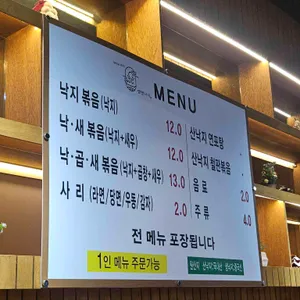 MENU
낙지 볶음(낙지) 12.0
낙·새 볶음(낙지+새우) 12.0
낙·곱·새 볶음(낙지+곱창+새우) 13.0
사 리 (라면/당면/우동/감자) 2.0
산낙지 연포탕
산낙지 철판볶음
음 료 2.0
주 류 4.0
전 메뉴 포장됩니다
1인 메뉴 주문가능